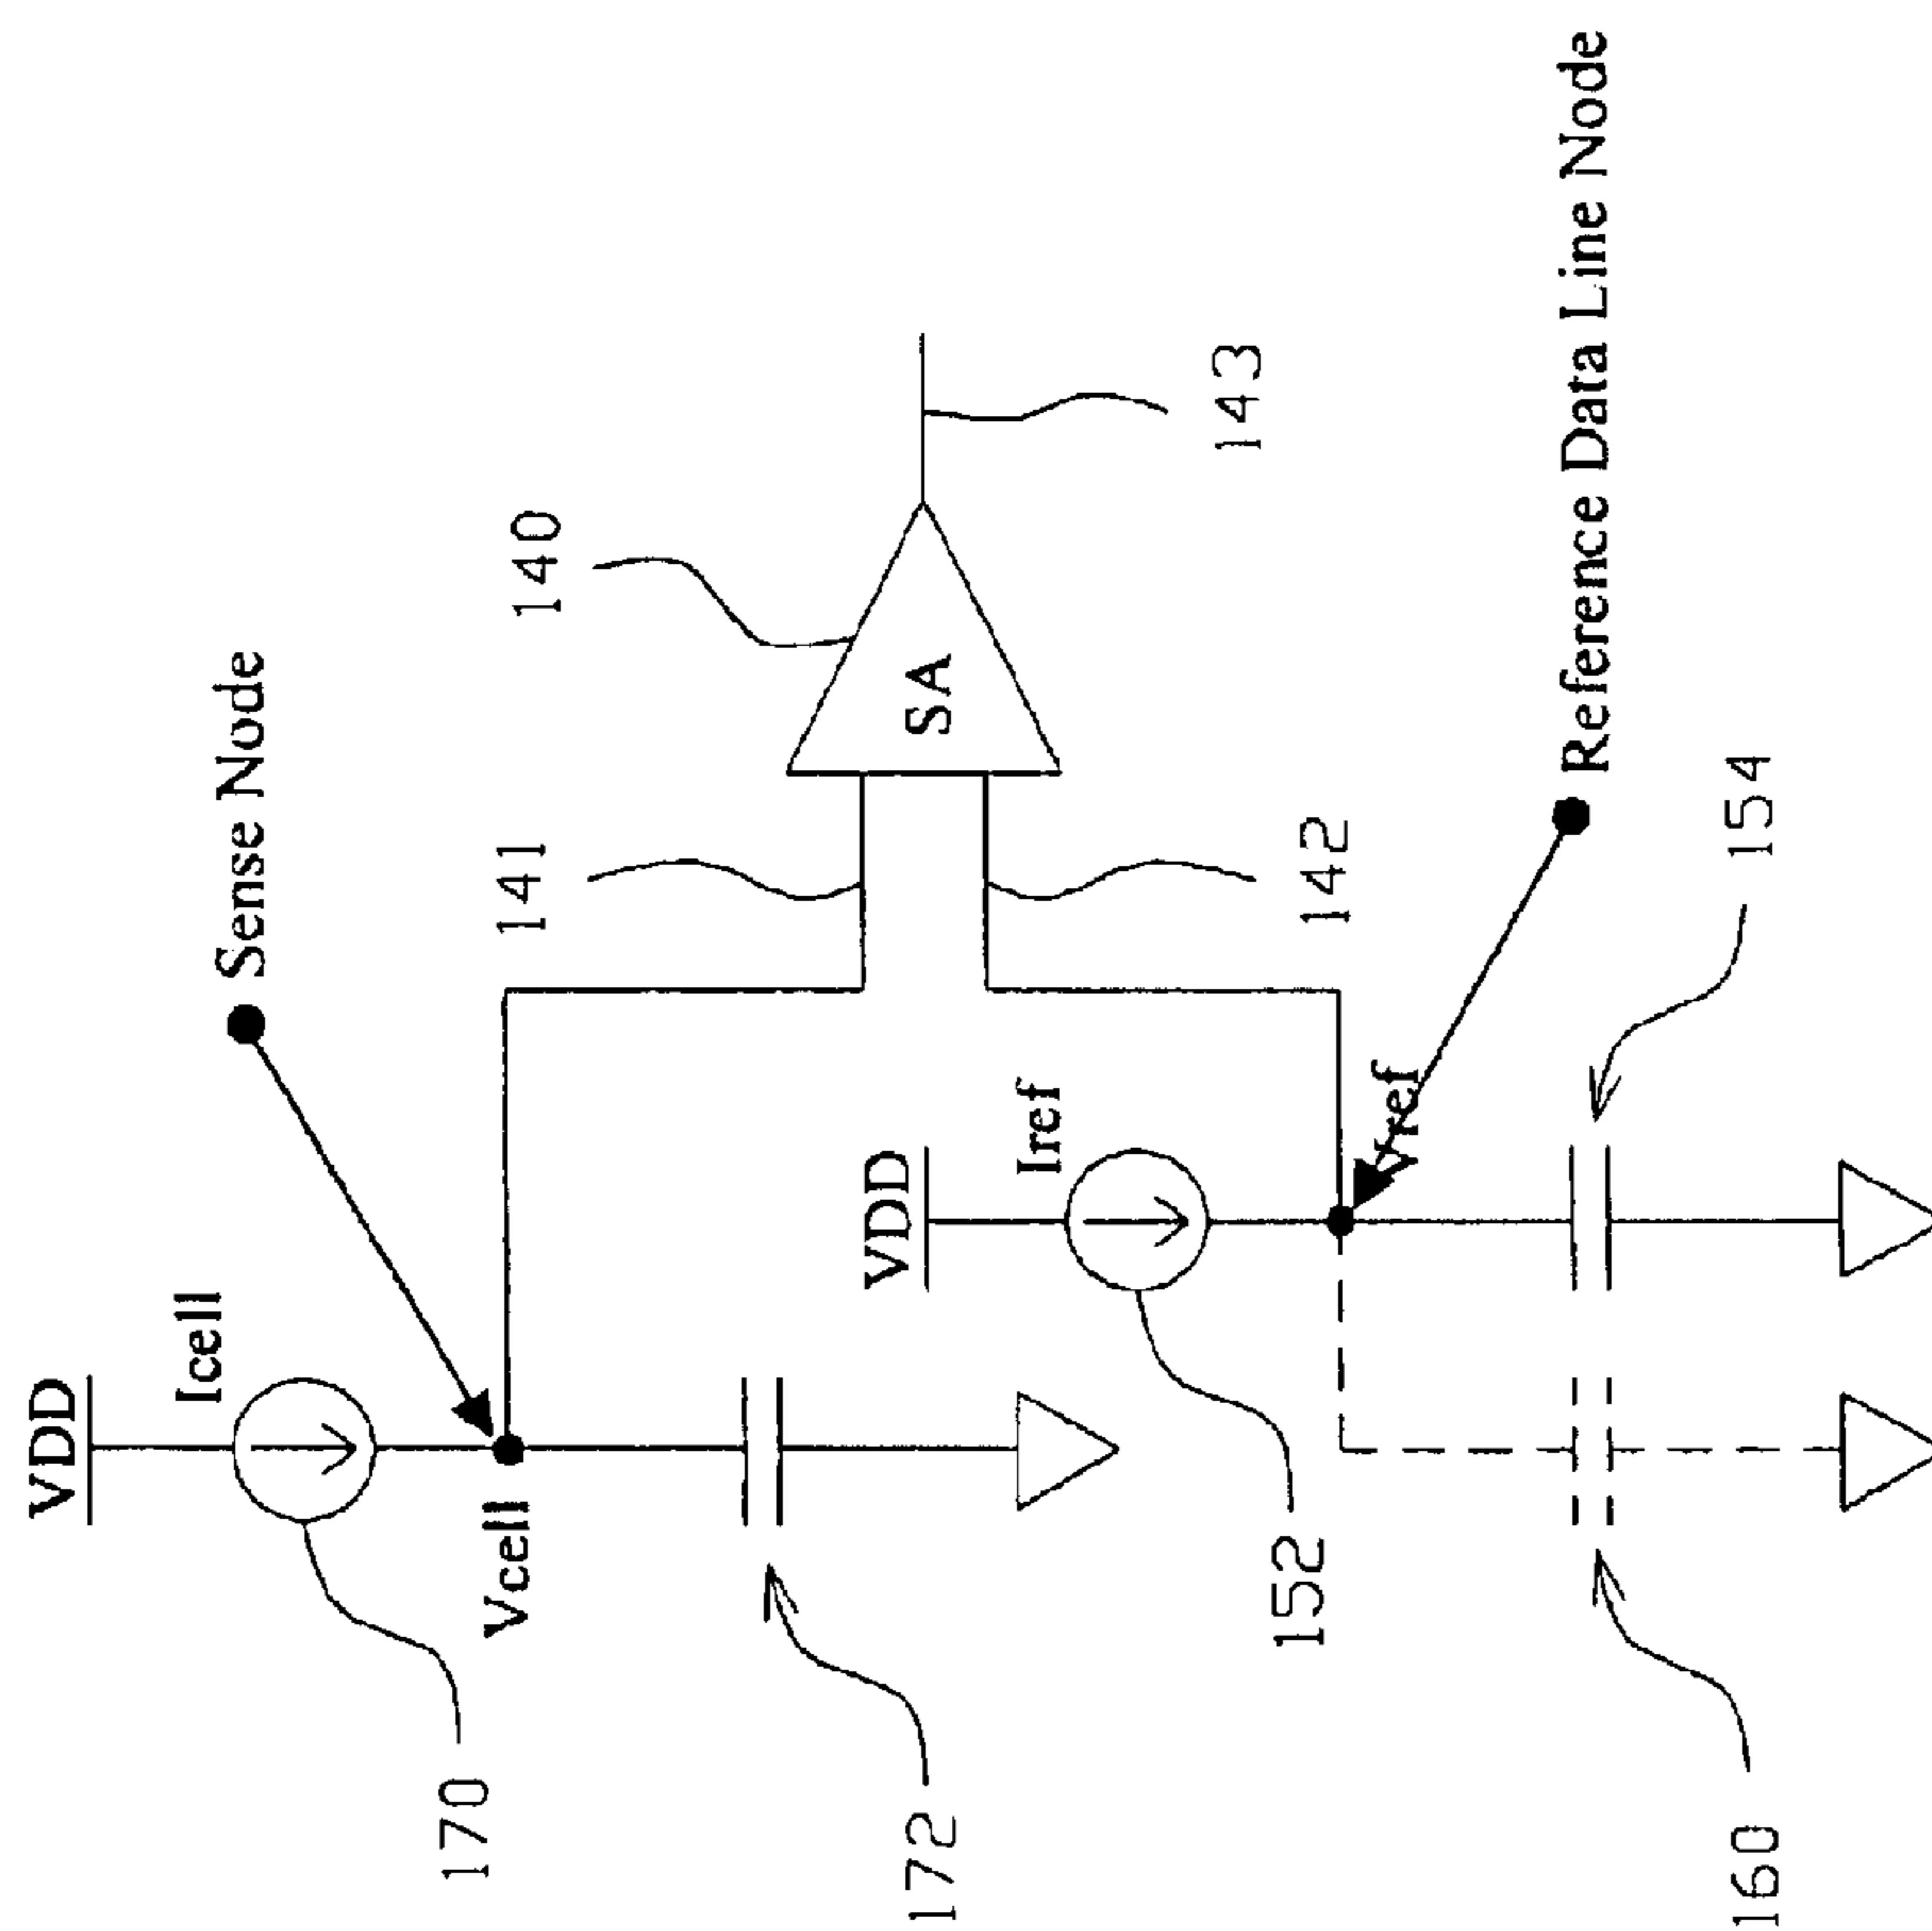 VDD
Icell
Sense Node
170
Vcell
141
140
172
SA
VDD
Iref
142
143
152
Vref
Reference Data Line Node
160
154